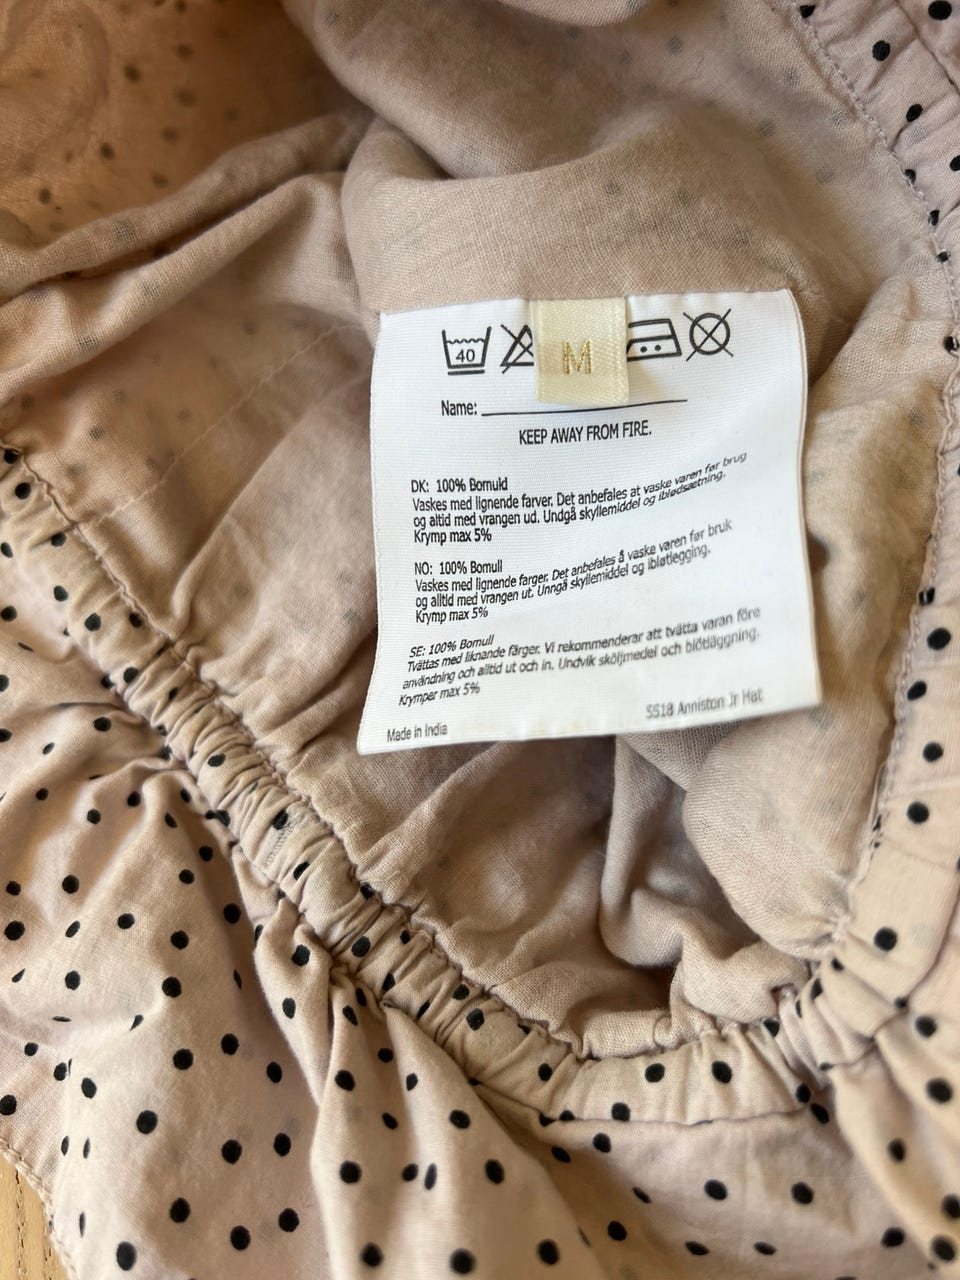 40
M
Name:
KEEP AWAY FROM FIRE.
DK: 100% Bomuld
Vaskes med lignende farver. Det anbefales at vaske varen før brug
og altid med vrangen ud. Undgå skyllemiddel og iblødsætning.
Krymp max 5%
NO: 100% Bomull
Vaskes med lignende farger. Det anbefales å vaske varen før bruk
og alltid med vrangen ut. Unngå skyllemiddel og ibløtlegging.
Krymp max 5%
SE: 100% Bomull
Tvättas med liknande färger. Vi rekommenderar att tvätta varan före
användning och alltid ut och in. Undvik sköljmedel och blötläggning.
Krymper max 5%
Made in India
SS18 Anniston Jr Hat